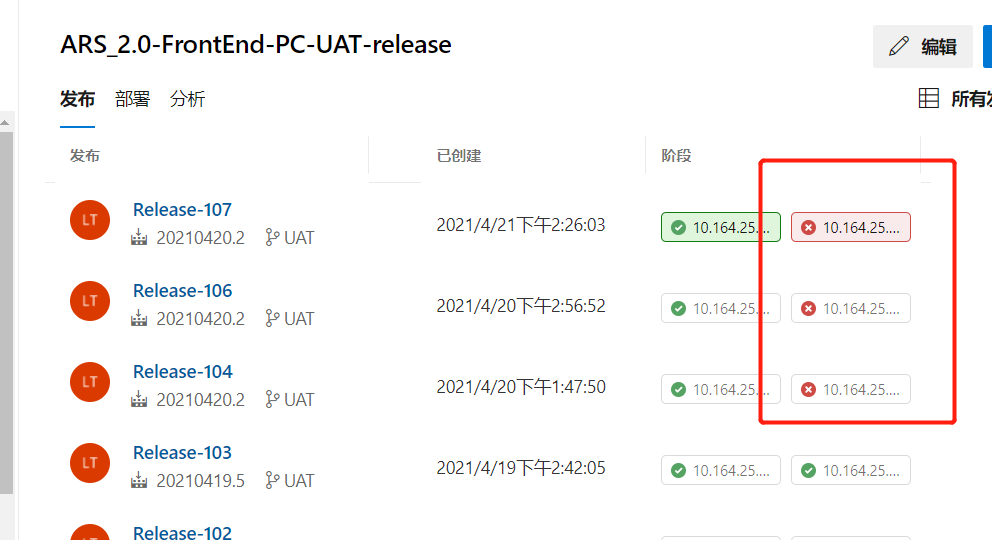 ARS_2.0-FrontEnd-PC-UAT-release
编辑
发布 部署 分析
所有发
发布 已创建 阶段
LT Release-107 2021/4/21下午2:26:03 10.164.25.... 10.164.25....
20210420.2 UAT
LT Release-106 2021/4/20下午2:56:52 10.164.25.... 10.164.25....
20210420.2 UAT
LT Release-104 2021/4/20下午1:47:50 10.164.25.... 10.164.25....
20210420.2 UAT
LT Release-103 2021/4/19下午2:42:05 10.164.25.... 10.164.25....
20210419.5 UAT
Release-102